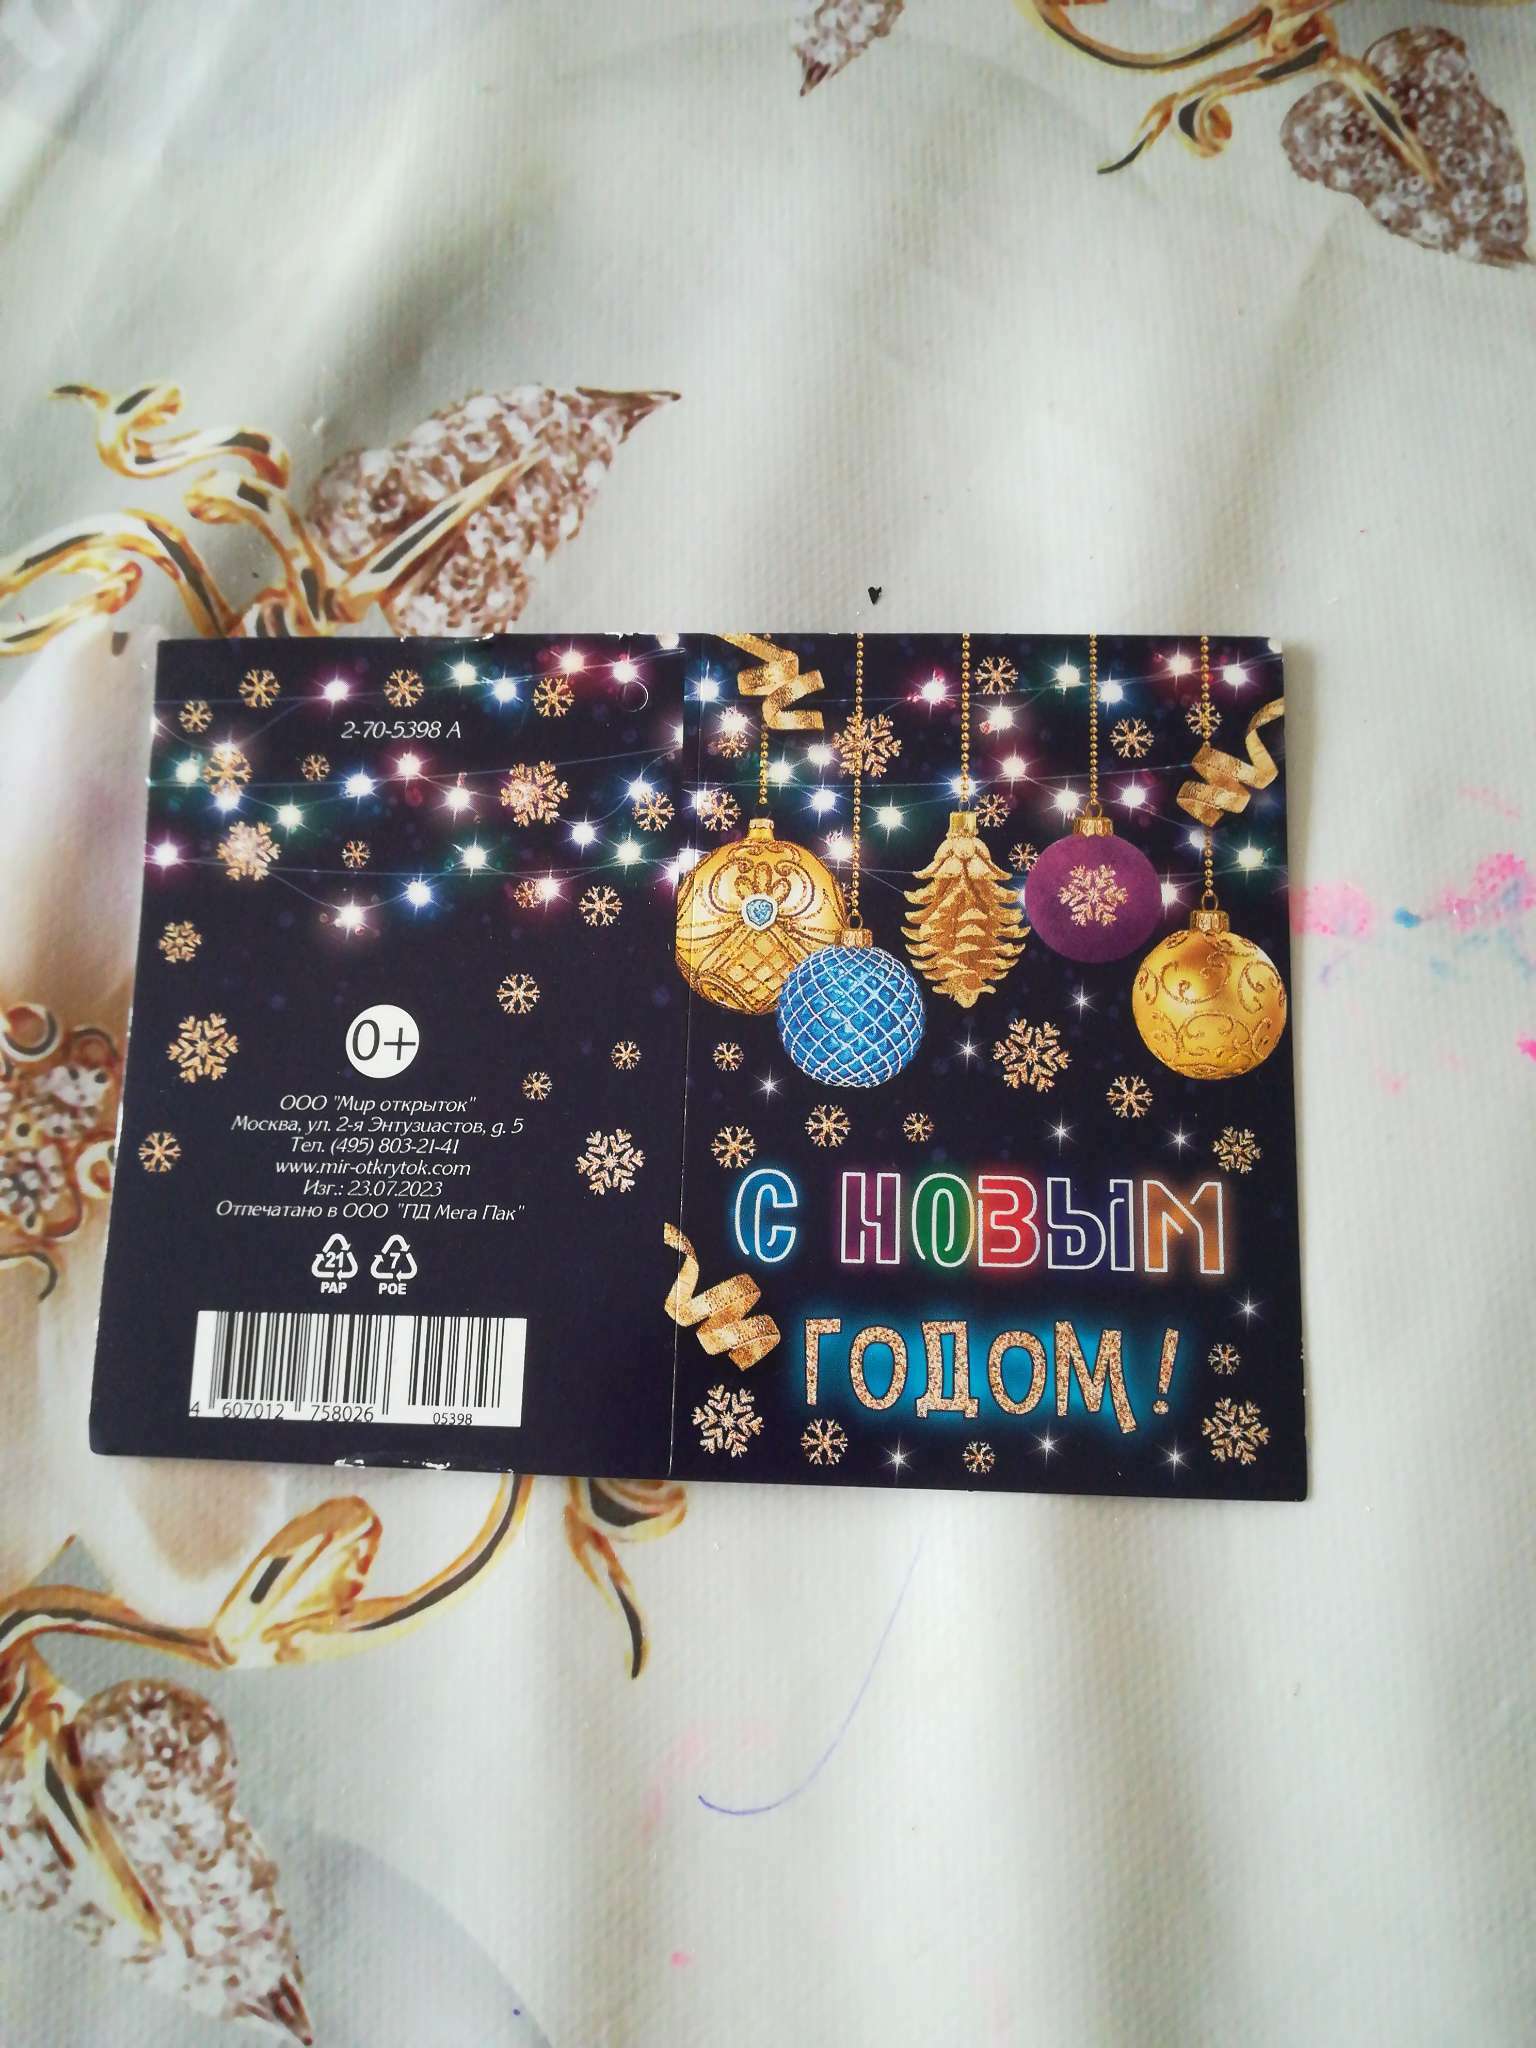 2-70-5398 А
0+
ООО "Мир открыток"
Москва, ул. 2-я Энтузиастов, д. 5
Тел. (495) 803-21-41
www.mir-otkrytok.com
Изг.: 23.07.2023
Отпечатано в ООО "ПД Мега Пак"
21 7
PAP POE
4 607012 758026 05398
С НОВЫМ
ГОДОМ!